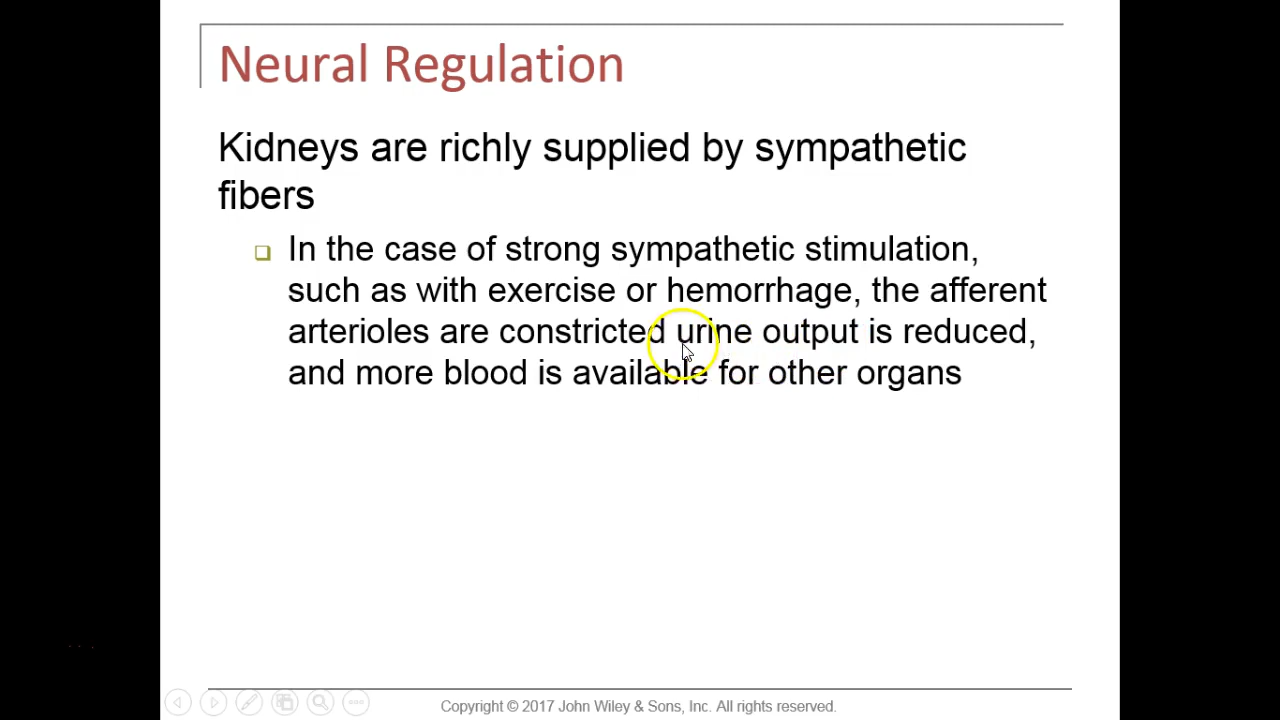 Neural Regulation
Kidneys are richly supplied by sympathetic
fibers
In the case of strong sympathetic stimulation,
such as with exercise or hemorrhage, the afferent
arterioles are constricted urine output is reduced,
and more blood is available for other organs
Copyright © 2017 John Wiley & Sons, Inc. All rights reserved.